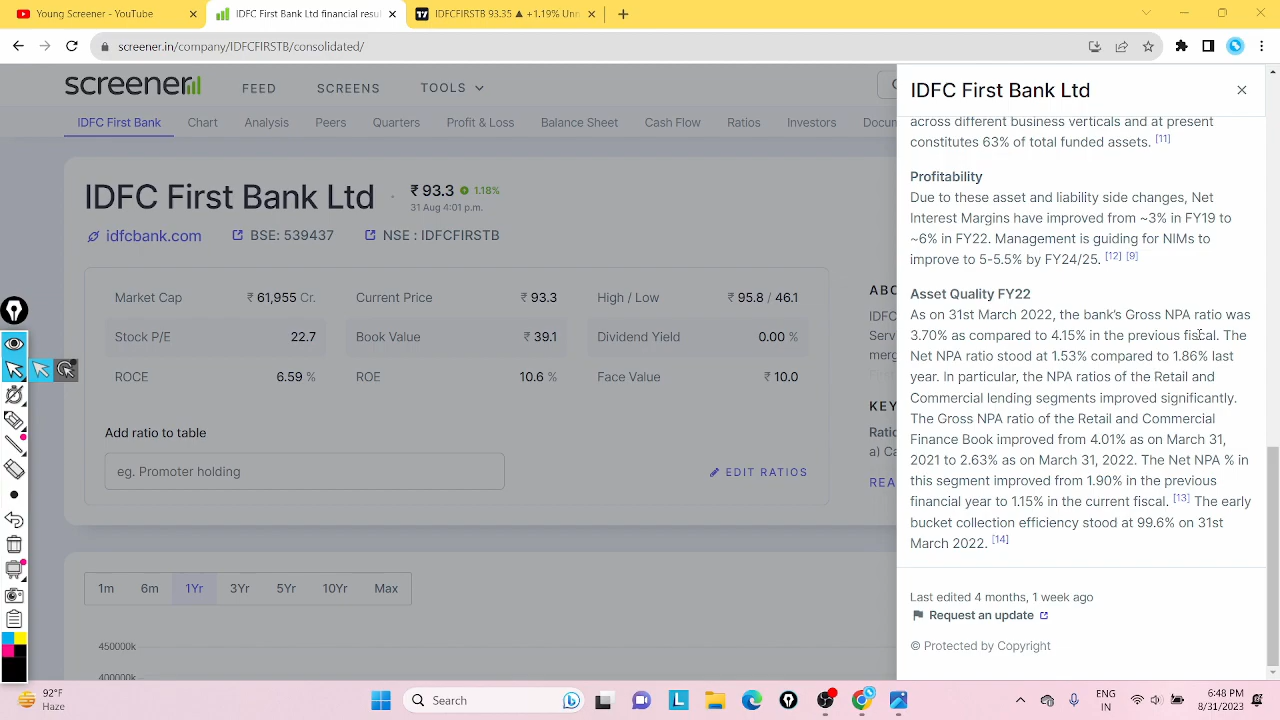 Young Screener - YouTube
IDFC First Bank Ltd financial resul
IDFCFIRSTB 93.35 ▲ +1.19% Unn
screener.in/company/IDFCFIRSTB/consolidated/
screener
FEED
SCREENS
TOOLS
IDFC First Bank
Chart
Analysis
Peers
Quarters
Profit & Loss
Balance Sheet
Cash Flow
Ratios
Investors
Docum
IDFC First Bank Ltd
₹ 93.3
1.18%
31 Aug 4:01 p.m.
idfcbank.com
BSE: 539437
NSE : IDFCFIRSTB
Market Cap
₹ 61,955 Cr.
Current Price
₹ 93.3
High / Low
₹ 95.8 / 46.1
Stock P/E
22.7
Book Value
₹ 39.1
Dividend Yield
0.00 %
ROCE
6.59 %
ROE
10.6 %
Face Value
₹ 10.0
Add ratio to table
eg. Promoter holding
EDIT RATIOS
ABO
IDFC
Serv
merg
KEY
Ratio
a) Ca
REA
1m
6m
1Yr
3Yr
5Yr
10Yr
Max
450000k
400000k
IDFC First Bank Ltd
across different business verticals and at present
constitutes 63% of total funded assets. [11]
Profitability
Due to these asset and liability side changes, Net
Interest Margins have improved from ~3% in FY19 to
~6% in FY22. Management is guiding for NIMs to
improve to 5-5.5% by FY24/25. [12] [9]
Asset Quality FY22
As on 31st March 2022, the bank's Gross NPA ratio was
3.70% as compared to 4.15% in the previous fiscal. The
Net NPA ratio stood at 1.53% compared to 1.86% last
year. In particular, the NPA ratios of the Retail and
Commercial lending segments improved significantly.
The Gross NPA ratio of the Retail and Commercial
Finance Book improved from 4.01% as on March 31,
2021 to 2.63% as on March 31, 2022. The Net NPA % in
this segment improved from 1.90% in the previous
financial year to 1.15% in the current fiscal. [13] The early
bucket collection efficiency stood at 99.6% on 31st
March 2022. [14]
Last edited 4 months, 1 week ago
Request an update
© Protected by Copyright
92°F
Haze
Search
ENG
IN
6:48 PM
8/31/2023